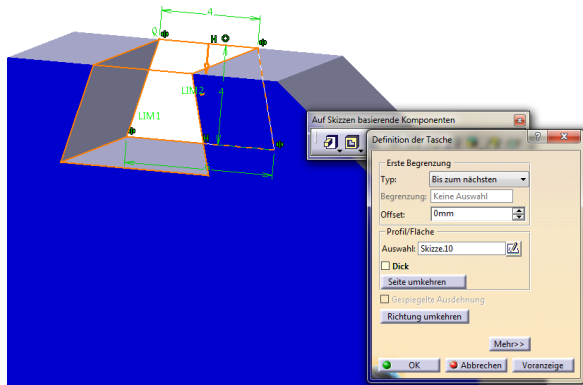 4
Q
H
LIM2
4
LIM1
H
Auf Skizzen basierende Komponenten
Definition der Tasche
Erste Begrenzung
Typ: Bis zum nächsten
Begrenzung: Keine Auswahl
Offset: 0mm
Profil/Fläche
Auswahl: Skizze.10
Dick
Seite umkehren
Gespiegelte Ausdehnung
Richtung umkehren
Mehr>>
OK Abbrechen Voranzeige